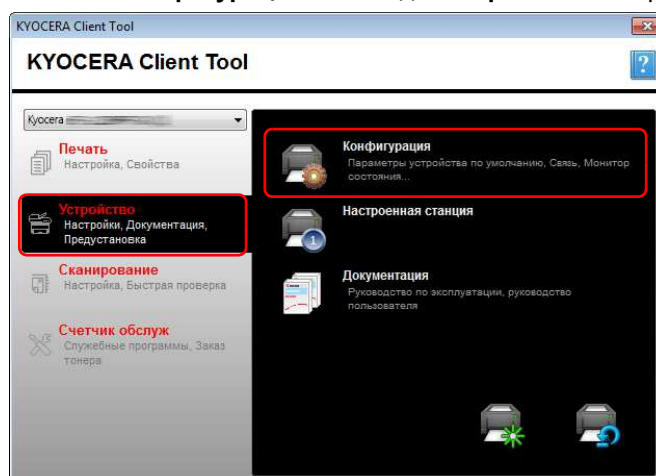 KYOCERA Client Tool
KYOCERA Client Tool
?
Kyocera
Печать
Настройка, Свойства
Устройство
Настройки, Документация,
Предустановка
Сканирование
Настройка, Быстрая проверка
Счетчик обслуж
Служебные программы, Заказ
тонера
Конфигурация
Параметры устройства по умолчанию, Связь, Монитор
состояния...
Настроенная станция
1
Документация
Руководство по эксплуатации, руководство
пользователя